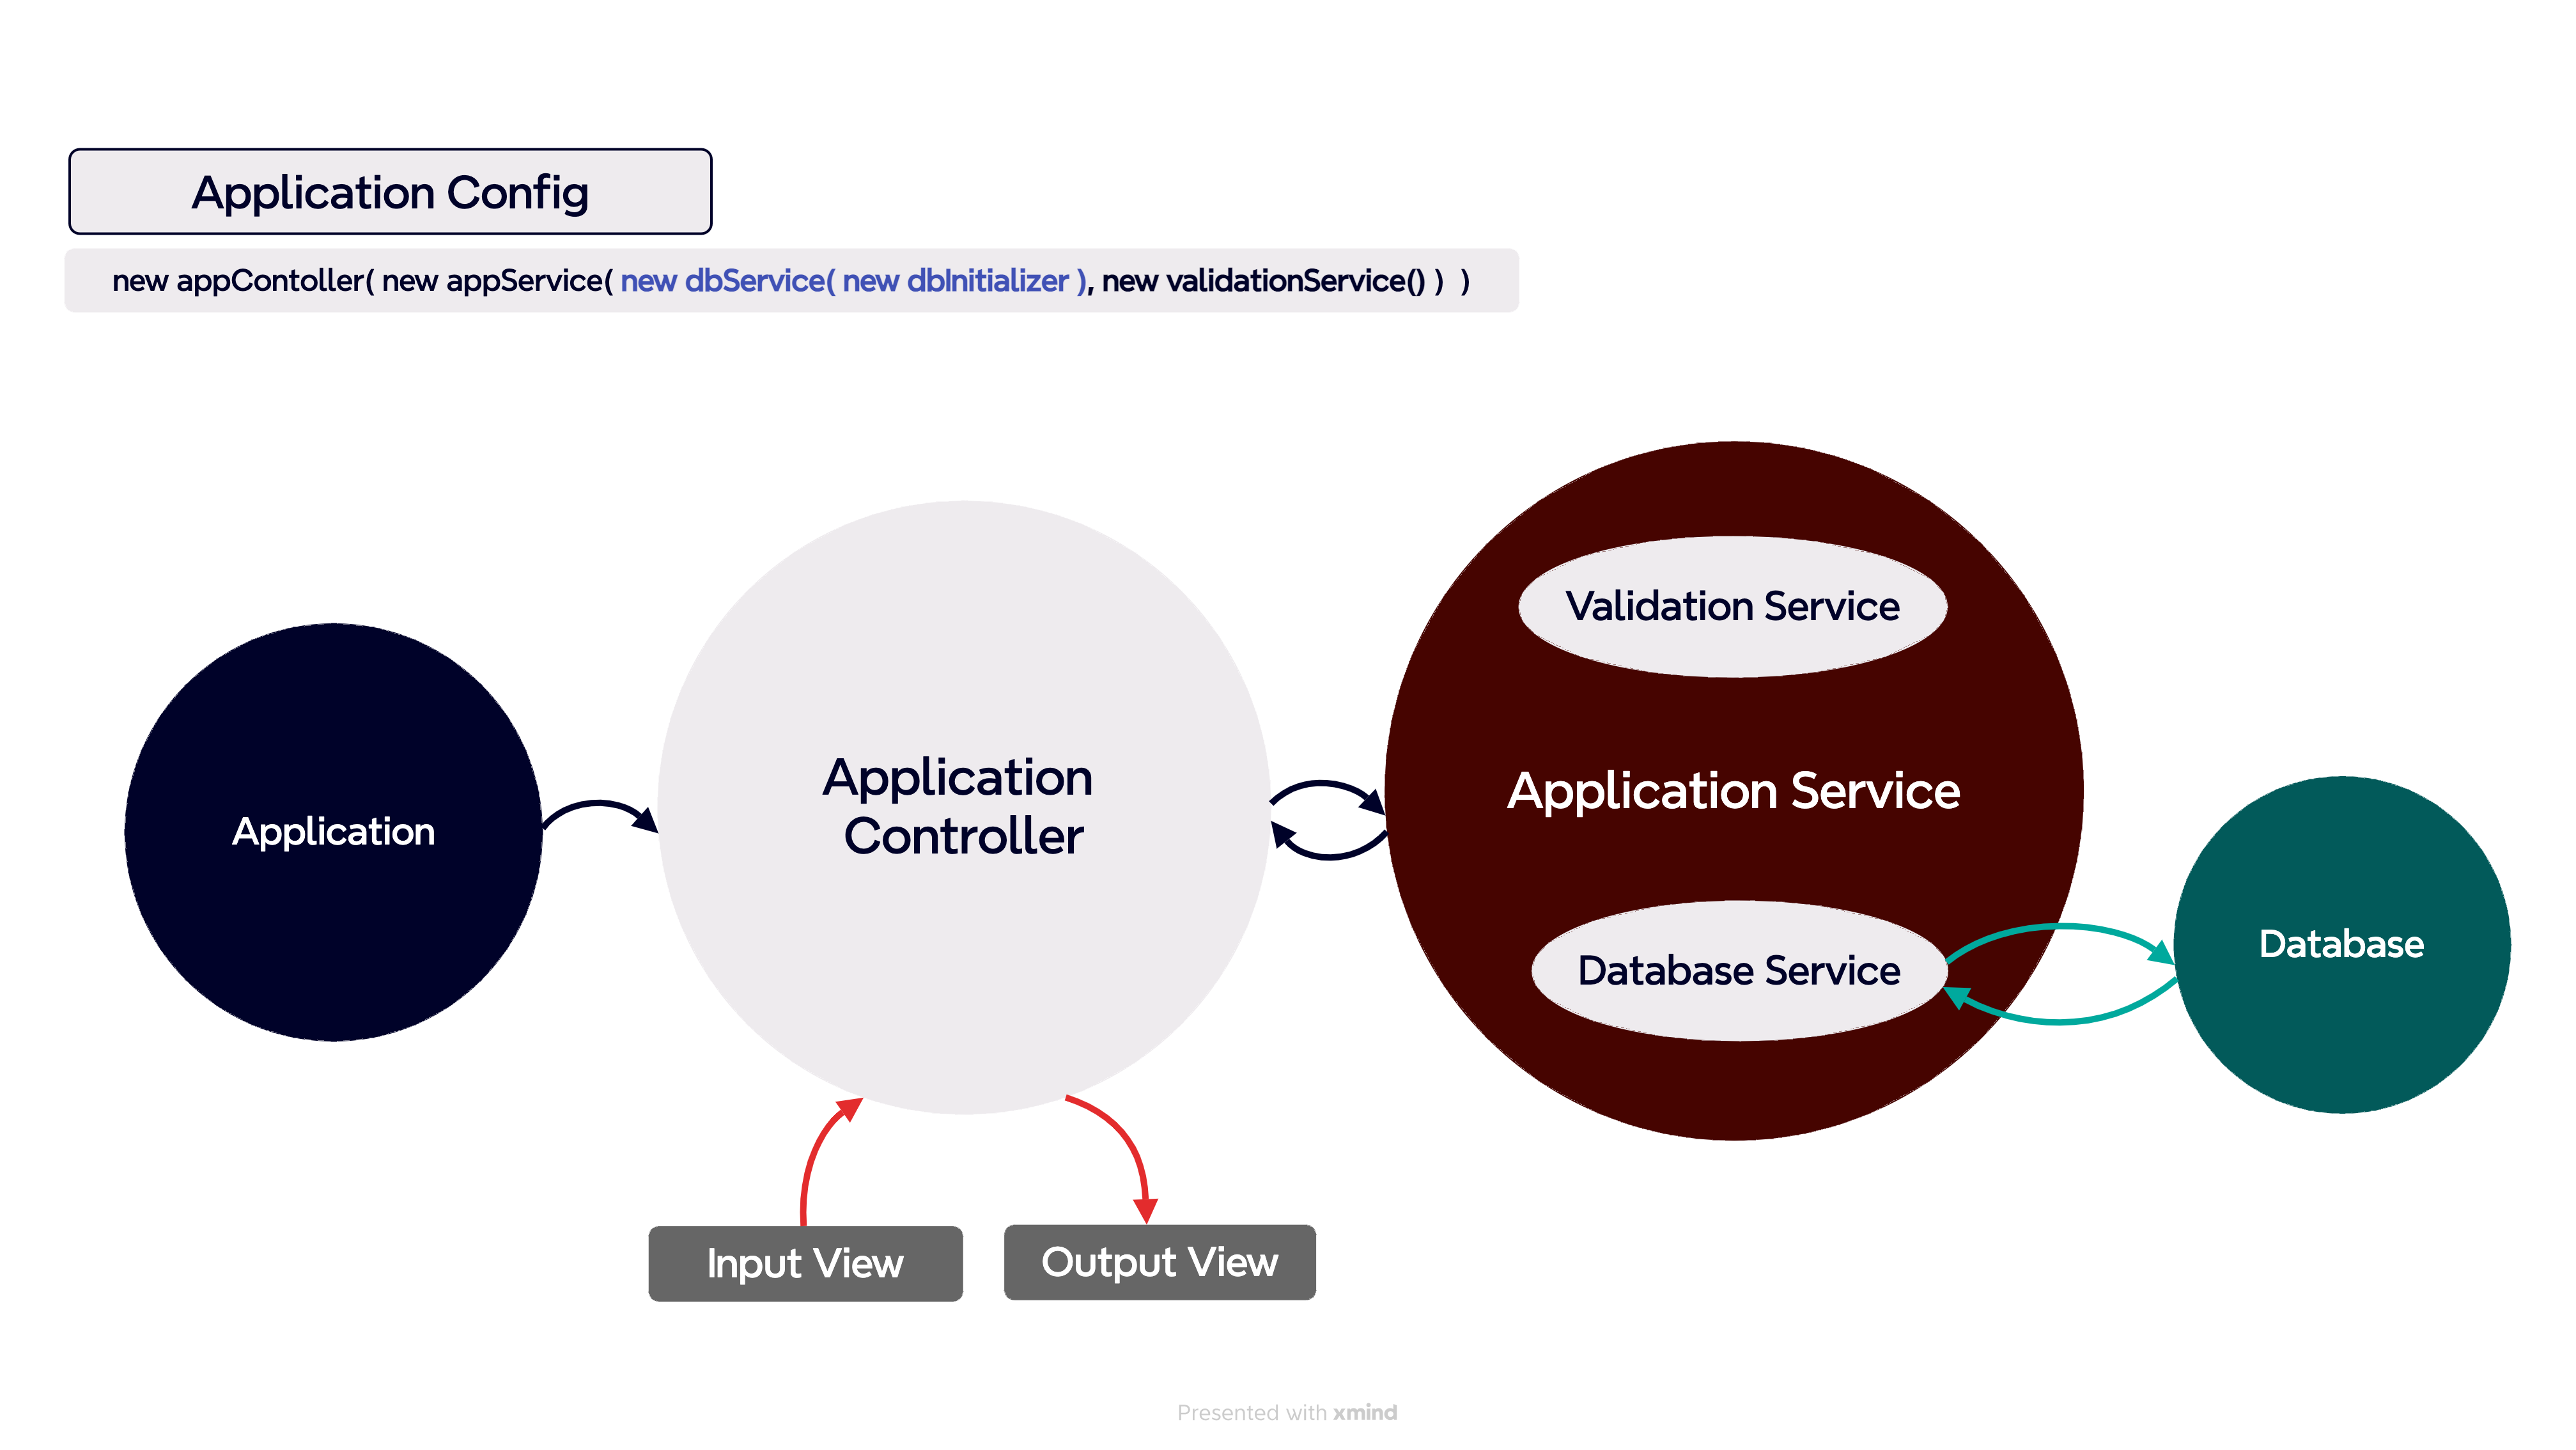 Application Config
new appContoller( new appService( new dbService( new dbInitializer ), new validationService() ) )
Validation Service
Application
Controller
Application Service
Application
Database Service
Database
Input View
Output View
Presented with xmind